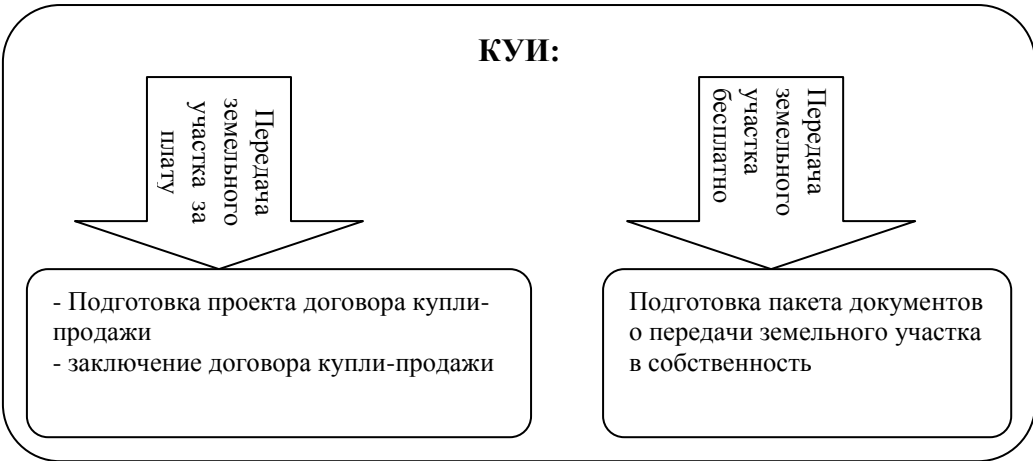 КУИ:
Передача
земельного
участка за
плату
Передача
земельного
участка
бесплатно
- Подготовка проекта договора купли-
продажи
- заключение договора купли-продажи
Подготовка пакета документов
о передачи земельного участка
в собственность